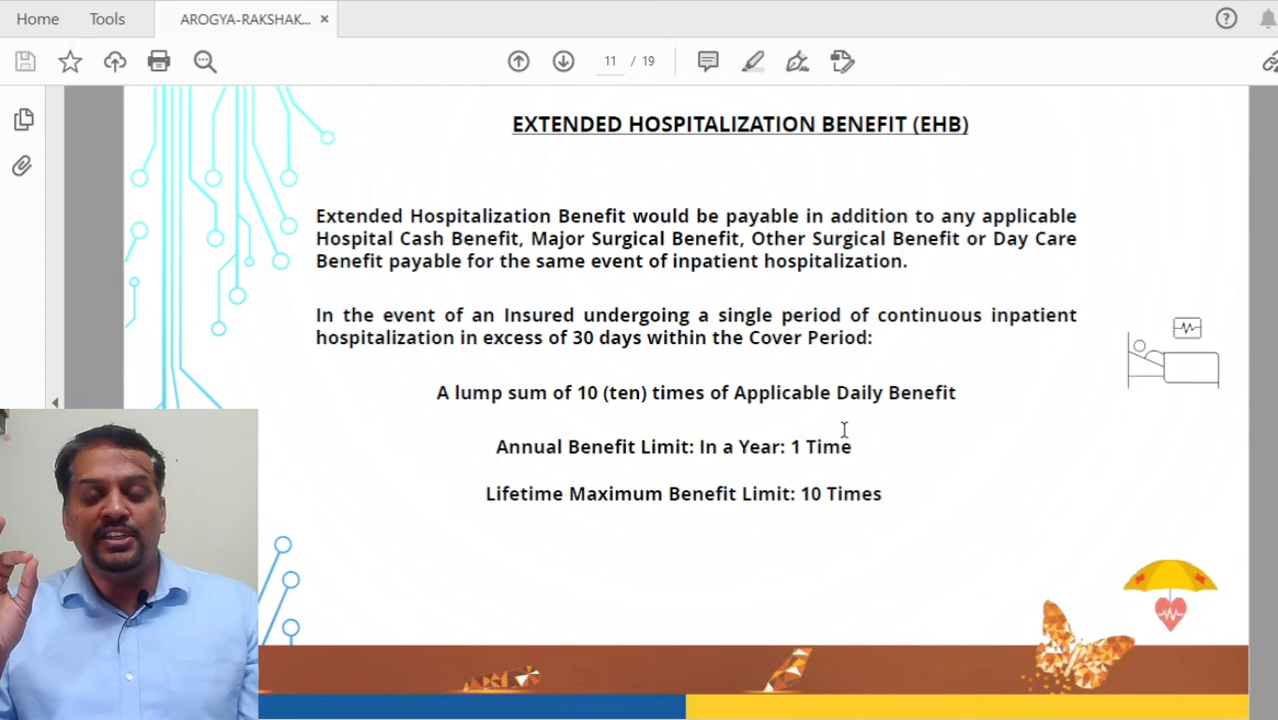 Home
Tools
AROGYA-RAKSHAK...
11 / 19
EXTENDED HOSPITALIZATION BENEFIT (EHB)
Extended Hospitalization Benefit would be payable in addition to any applicable
Hospital Cash Benefit, Major Surgical Benefit, Other Surgical Benefit or Day Care
Benefit payable for the same event of inpatient hospitalization.
In the event of an Insured undergoing a single period of continuous inpatient
hospitalization in excess of 30 days within the Cover Period:
A lump sum of 10 (ten) times of Applicable Daily Benefit
Annual Benefit Limit: In a Year: 1 Time
Lifetime Maximum Benefit Limit: 10 Times